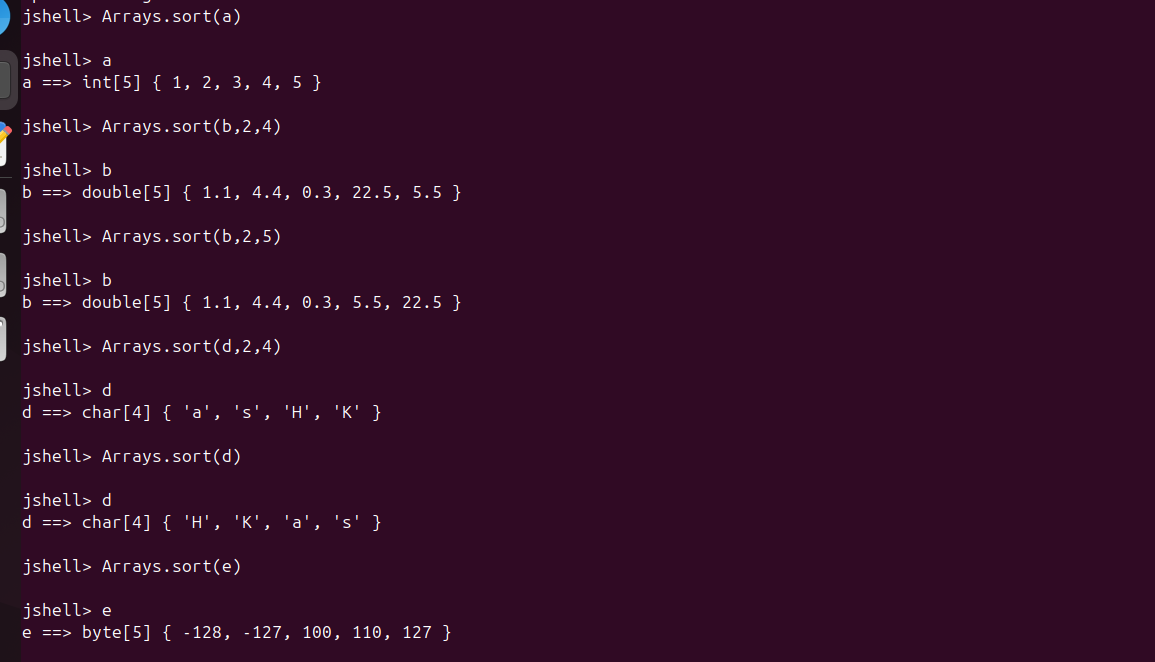 jshell> Arrays.sort(a)
jshell> a
a ==> int[5] { 1, 2, 3, 4, 5 }
jshell> Arrays.sort(b,2,4)
jshell> b
b ==> double[5] { 1.1, 4.4, 0.3, 22.5, 5.5 }
jshell> Arrays.sort(b,2,5)
jshell> b
b ==> double[5] { 1.1, 4.4, 0.3, 5.5, 22.5 }
jshell> Arrays.sort(d,2,4)
jshell> d
d ==> char[4] { 'a', 's', 'H', 'K' }
jshell> Arrays.sort(d)
jshell> d
d ==> char[4] { 'H', 'K', 'a', 's' }
jshell> Arrays.sort(e)
jshell> e
e ==> byte[5] { -128, -127, 100, 110, 127 }